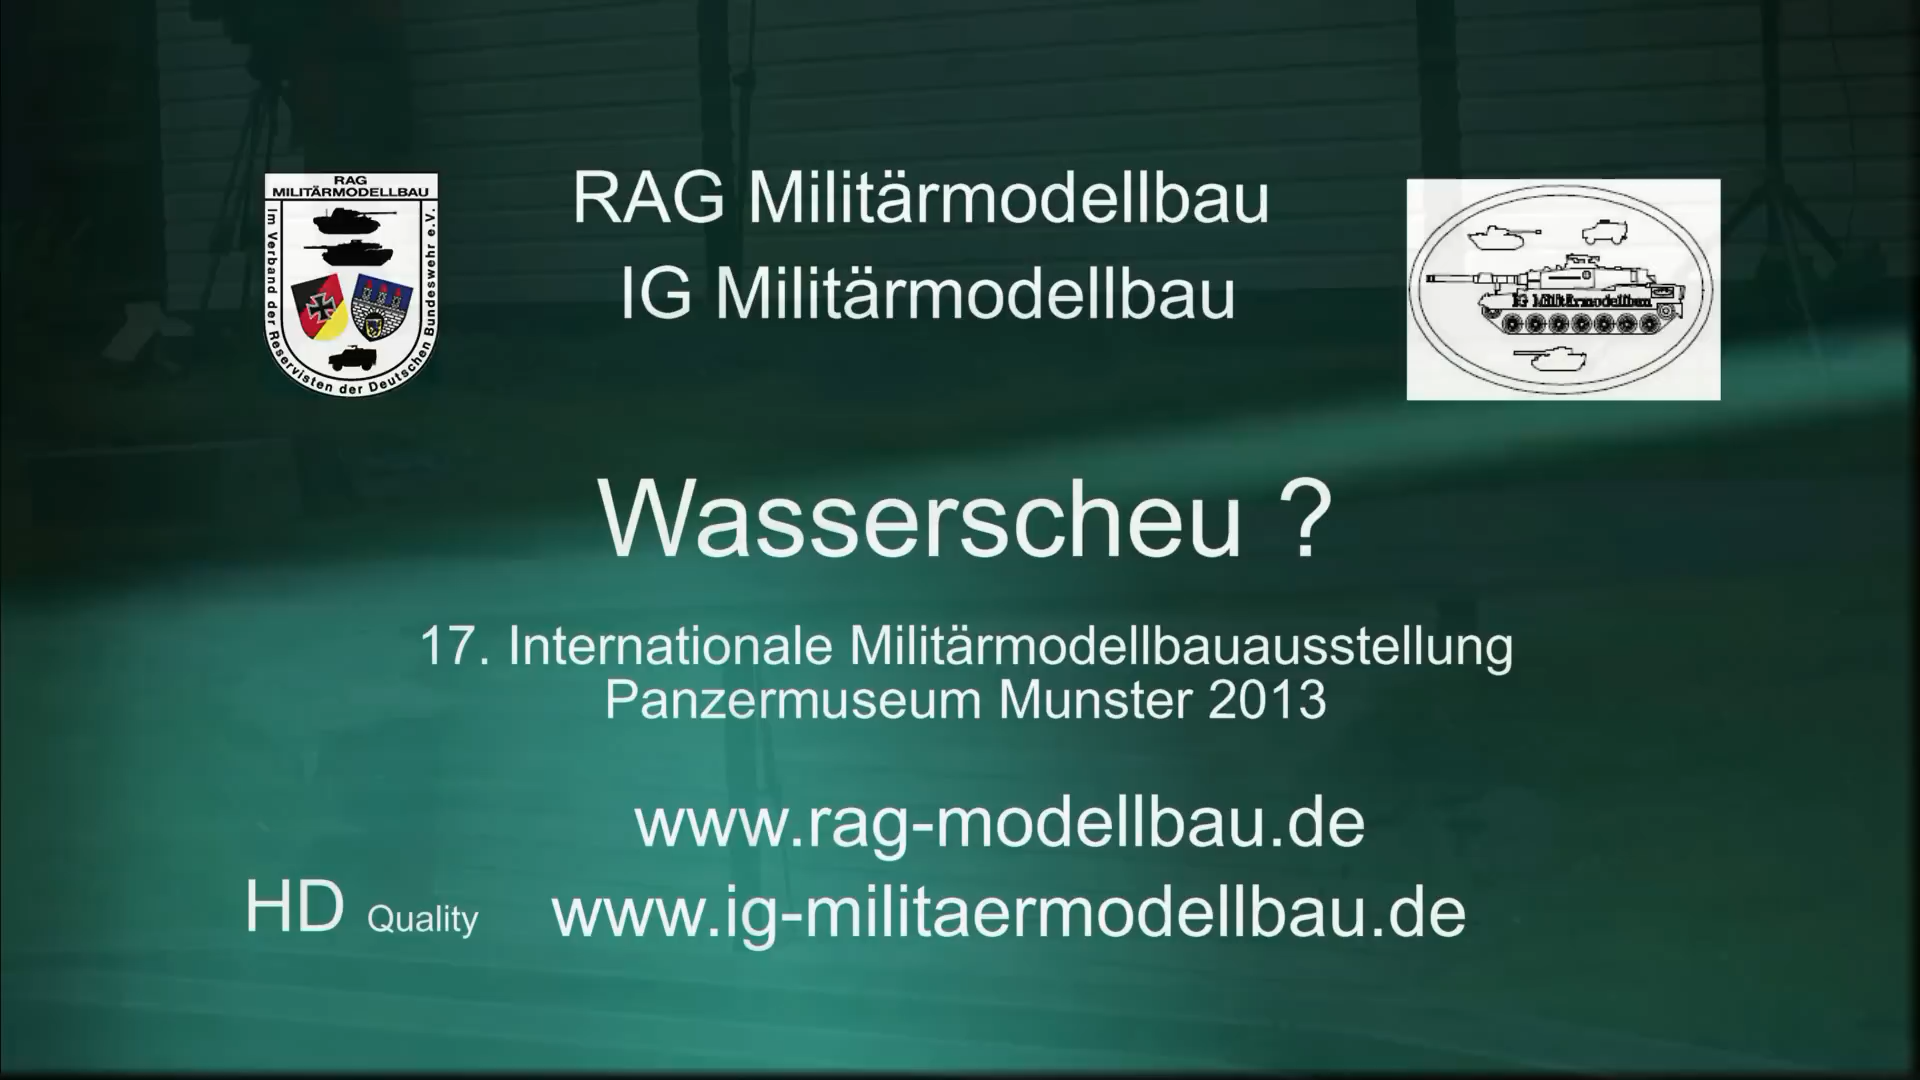 RAG
MILITÄRMODELLBAU
Im Verband der Reservisten der Deutschen Bundeswehr e.V.
RAG Militärmodellbau
IG Militärmodellbau
IG Militärmodellbau
Wasserscheu ?
17. Internationale Militärmodellbauausstellung
Panzermuseum Munster 2013
www.rag-modellbau.de
HD Quality
www.ig-militaermodellbau.de